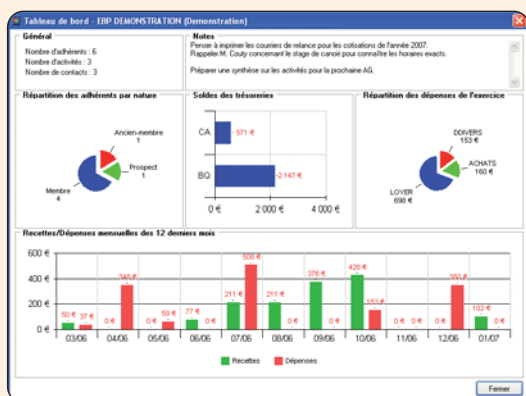 Tableau de bord - EBP DEMONSTRATION (Demonstration)
Général
Nombre d'adhérents : 6
Nombre d'activités : 3
Nombre de contacts : 3
Notes
Penser à imprimer les courriers de relance pour les cotisations de l'année 2007.
Rappeler M. Couty concernant le stage de canoé pour connaître les horaires exacts.
Préparer une synthèse sur les activités pour la prochaine AG.
Répartition des adhérents par nature
Ancien-membre
1
Prospect
1
Membre
4
Soldes des trésoreries
CA
571 €
BQ
2 147 €
0 €
2 000 €
4 000 €
Répartition des dépenses de l'exercice
DDIVERS
153 €
ACHATS
160 €
LOYER
698 €
Recettes/Dépenses mensuelles des 12 derniers mois
600 €
400 €
200 €
0 €
50 € 37 € 0 € 0 € 59 € 77 € 0 € 211 € 508 € 211 € 0 € 376 € 0 € 428 € 153 € 0 € 0 € 0 € 102 € 0 €
03/06 04/06 05/06 06/06 07/06 08/06 09/06 10/06 11/06 12/06 01/07
Recettes Dépenses
Fermer